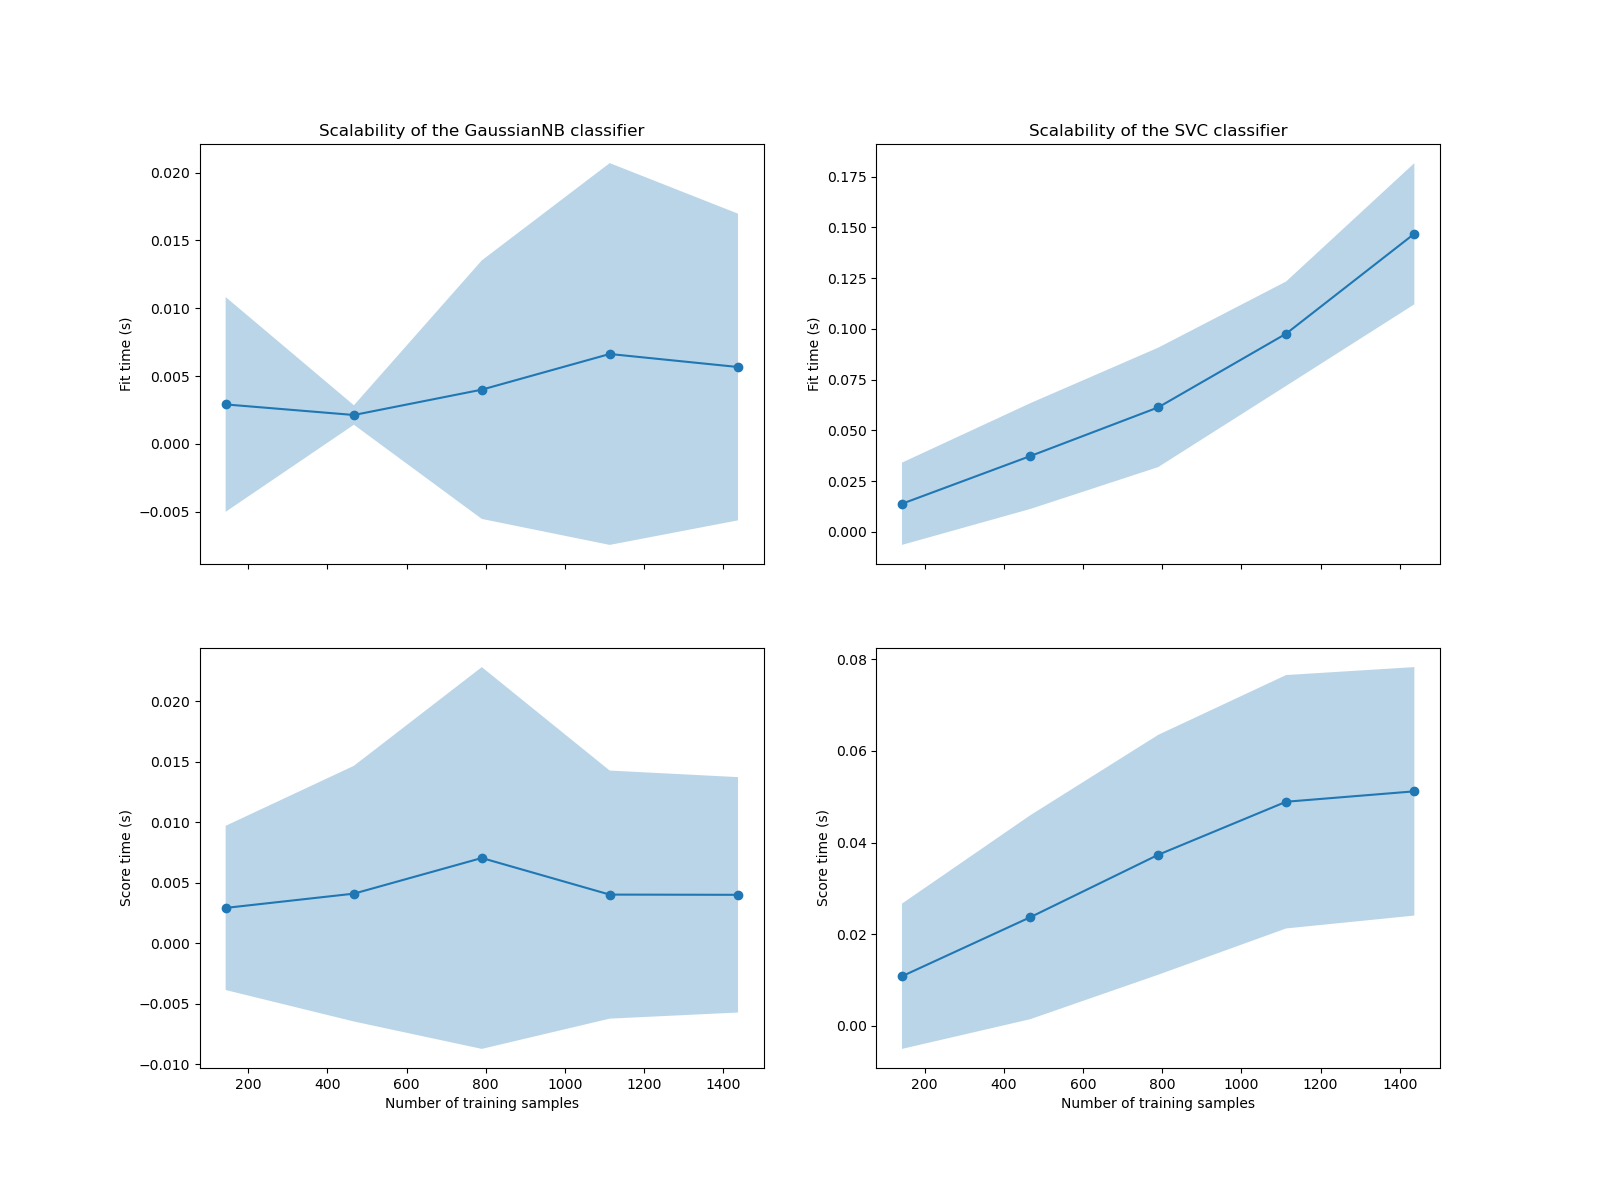 Scalability of the GaussianNB classifier
Fit time (s)
0.020
0.015
0.010
0.005
0.000
−0.005
Scalability of the SVC classifier
Fit time (s)
0.175
0.150
0.125
0.100
0.075
0.050
0.025
0.000
Score time (s)
0.020
0.015
0.010
0.005
0.000
−0.005
−0.010
200 400 600 800 1000 1200 1400
Number of training samples
Score time (s)
0.08
0.06
0.04
0.02
0.00
200 400 600 800 1000 1200 1400
Number of training samples